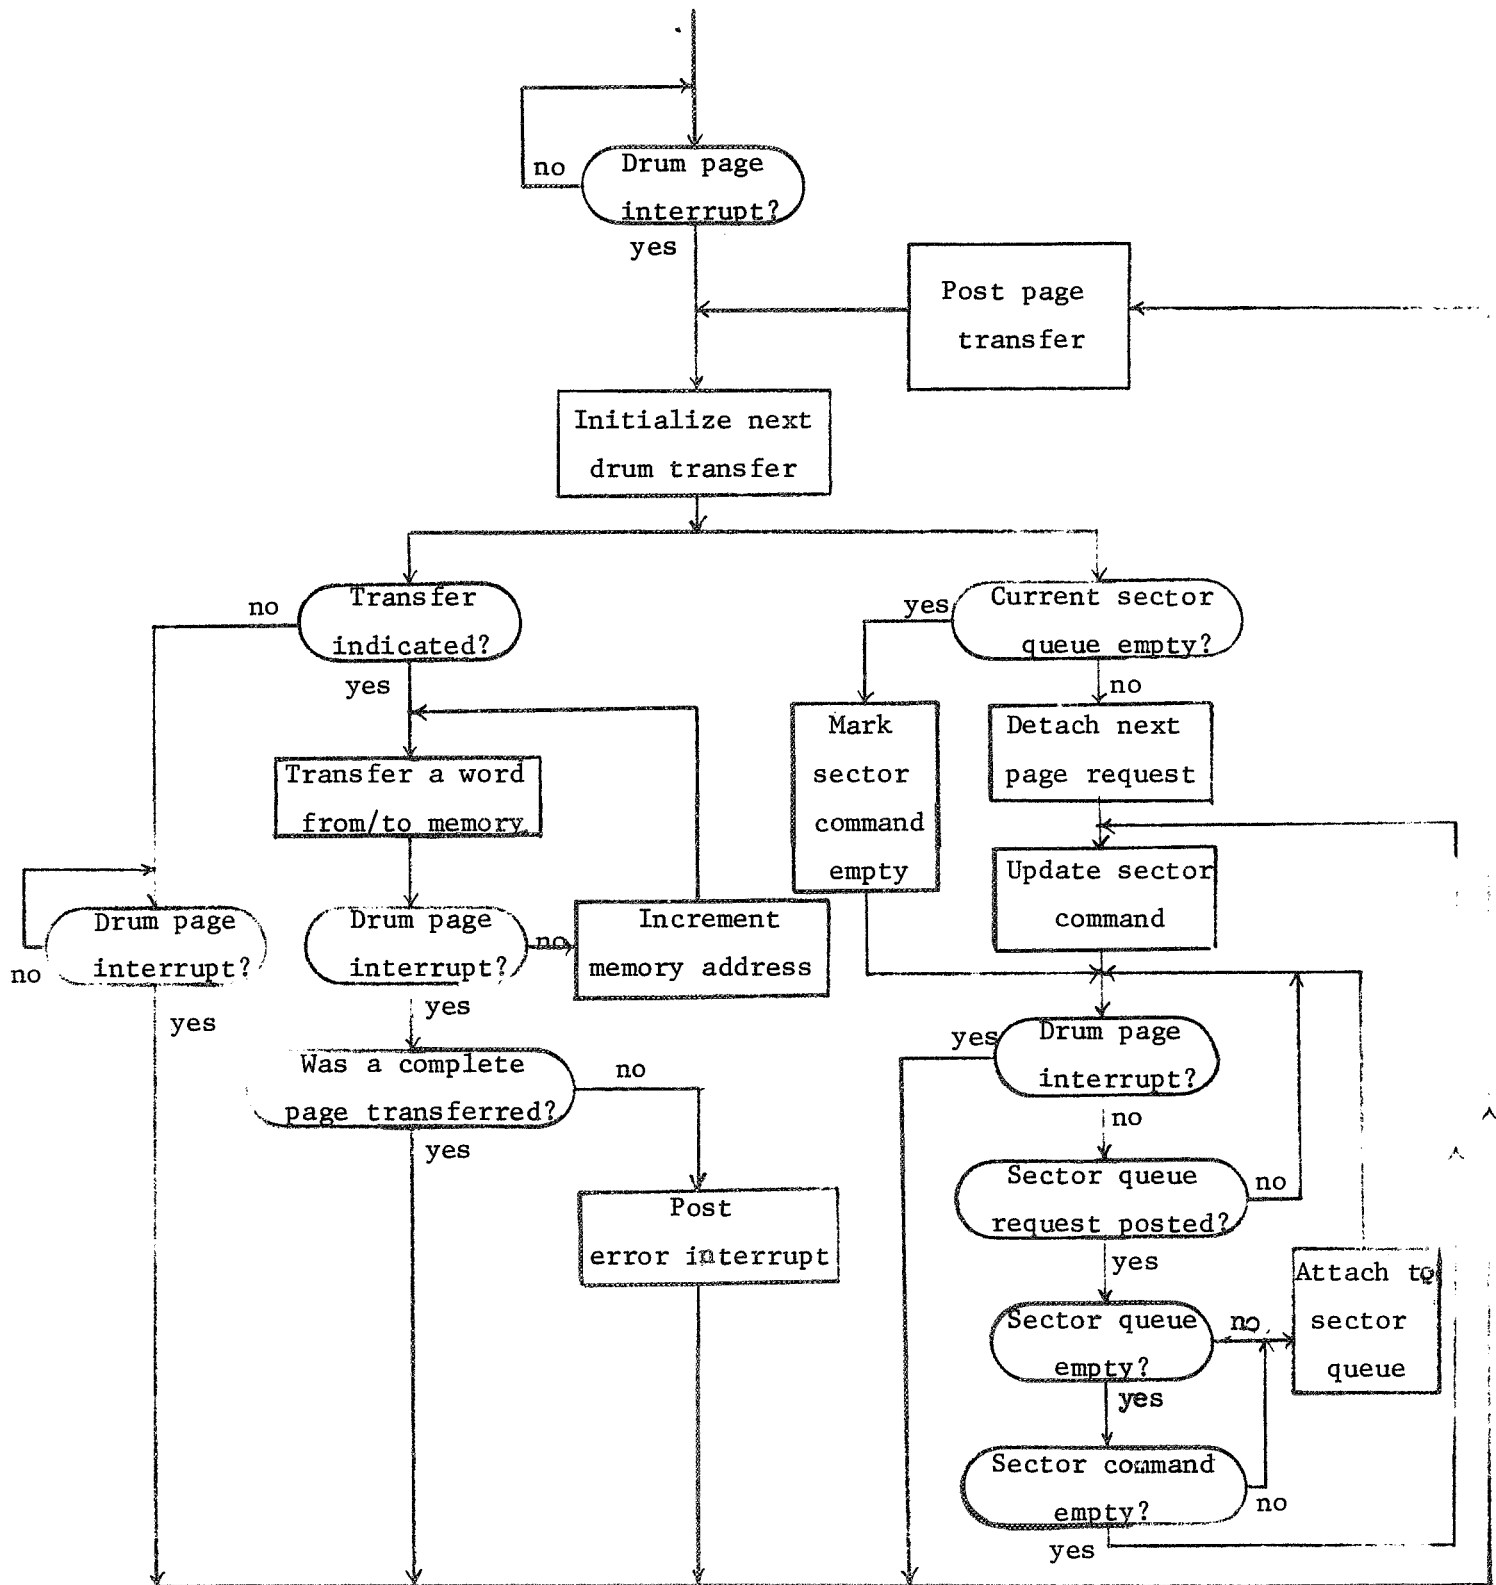 no
Drum page
interrupt?
yes
Post page
transfer
Initialize next
drum transfer
no
Transfer
indicated?
yes
yes
Current sector
queue empty?
no
Mark
sector
command
empty
Detach next
page request
Transfer a word
from/to memory
Update sector
command
no
Drum page
interrupt?
yes
Drum page
interrupt?
no
yes
Increment
memory address
Was a complete
page transferred?
no
yes
Post
error interrupt
yes
Drum page
interrupt?
no
Sector queue
request posted?
no
yes
Sector queue
empty?
no
yes
Attach to
sector
queue
Sector command
empty?
no
yes